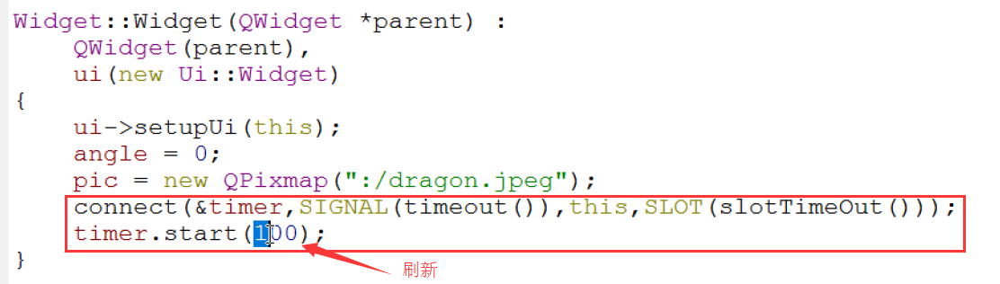 Widget::Widget(QWidget *parent) :
QWidget(parent),
ui(new Ui::Widget)
{
ui->setupUi(this);
angle = 0;
pic = new QPixmap(":/dragon.jpeg");
connect(&timer,SIGNAL(timeout()),this,SLOT(slotTimeOut()));
timer.start(100);
}
刷新